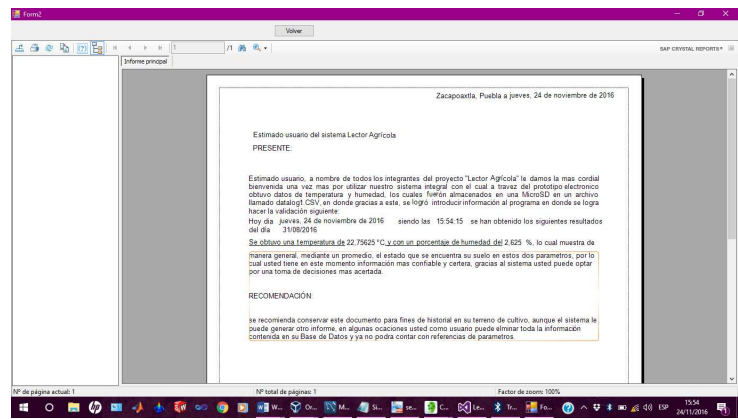 Form2
Volver
1 /1
SAP CRYSTAL REPORTS
Informe principal
Zacapoaxtla, Puebla a jueves, 24 de noviembre de 2016
Estimado usuario del sistema Lector Agrícola
PRESENTE:
Estimado usuario, a nombre de todos los integrantes del proyecto "Lector Agrícola" le damos la mas cordial
bienvenida una vez mas por utilizar nuestro sistema integral con el cual a travez del prototipo electronico
obtuvo datos de temperatura y humedad, los cuales fuerón almacenados en una MicroSD en un archivo
llamado datalog1.CSV, en donde gracias a este, se logró introducir información al programa en donde se logra
hacer la validación siguiente:
Hoy dia jueves, 24 de noviembre de 2016 siendo las 15:54:15 se han obtenido los siguientes resultados
del día 31/08/2016
Se obtuvo una temperatura de 22.75625 °C, y con un porcentaje de humedad del 2.625 %, lo cual muestra de
manera general, mediante un promedio, el estado que se encuentra su suelo en estos dos parametros, por lo
cual usted tiene en este momento información mas confiable y certera, gracias al sistema usted puede optar
por una toma de decisiones mas acertada.
RECOMENDACIÓN:
se recomienda conservar este documento para fines de historial en su terreno de cultivo, aunque el sistema le
puede generar otro informe, en algunas ocaciones usted como usuario puede elminar toda la información
contenida en su Base de Datos y ya no podra contar con referencias de parametros
Nº de página actual: 1 Nº total de páginas: 1 Factor de zoom: 100%
W... Or... M... Si... se... C... Le... Tr... Fo... ESP 15:54
24/11/2016